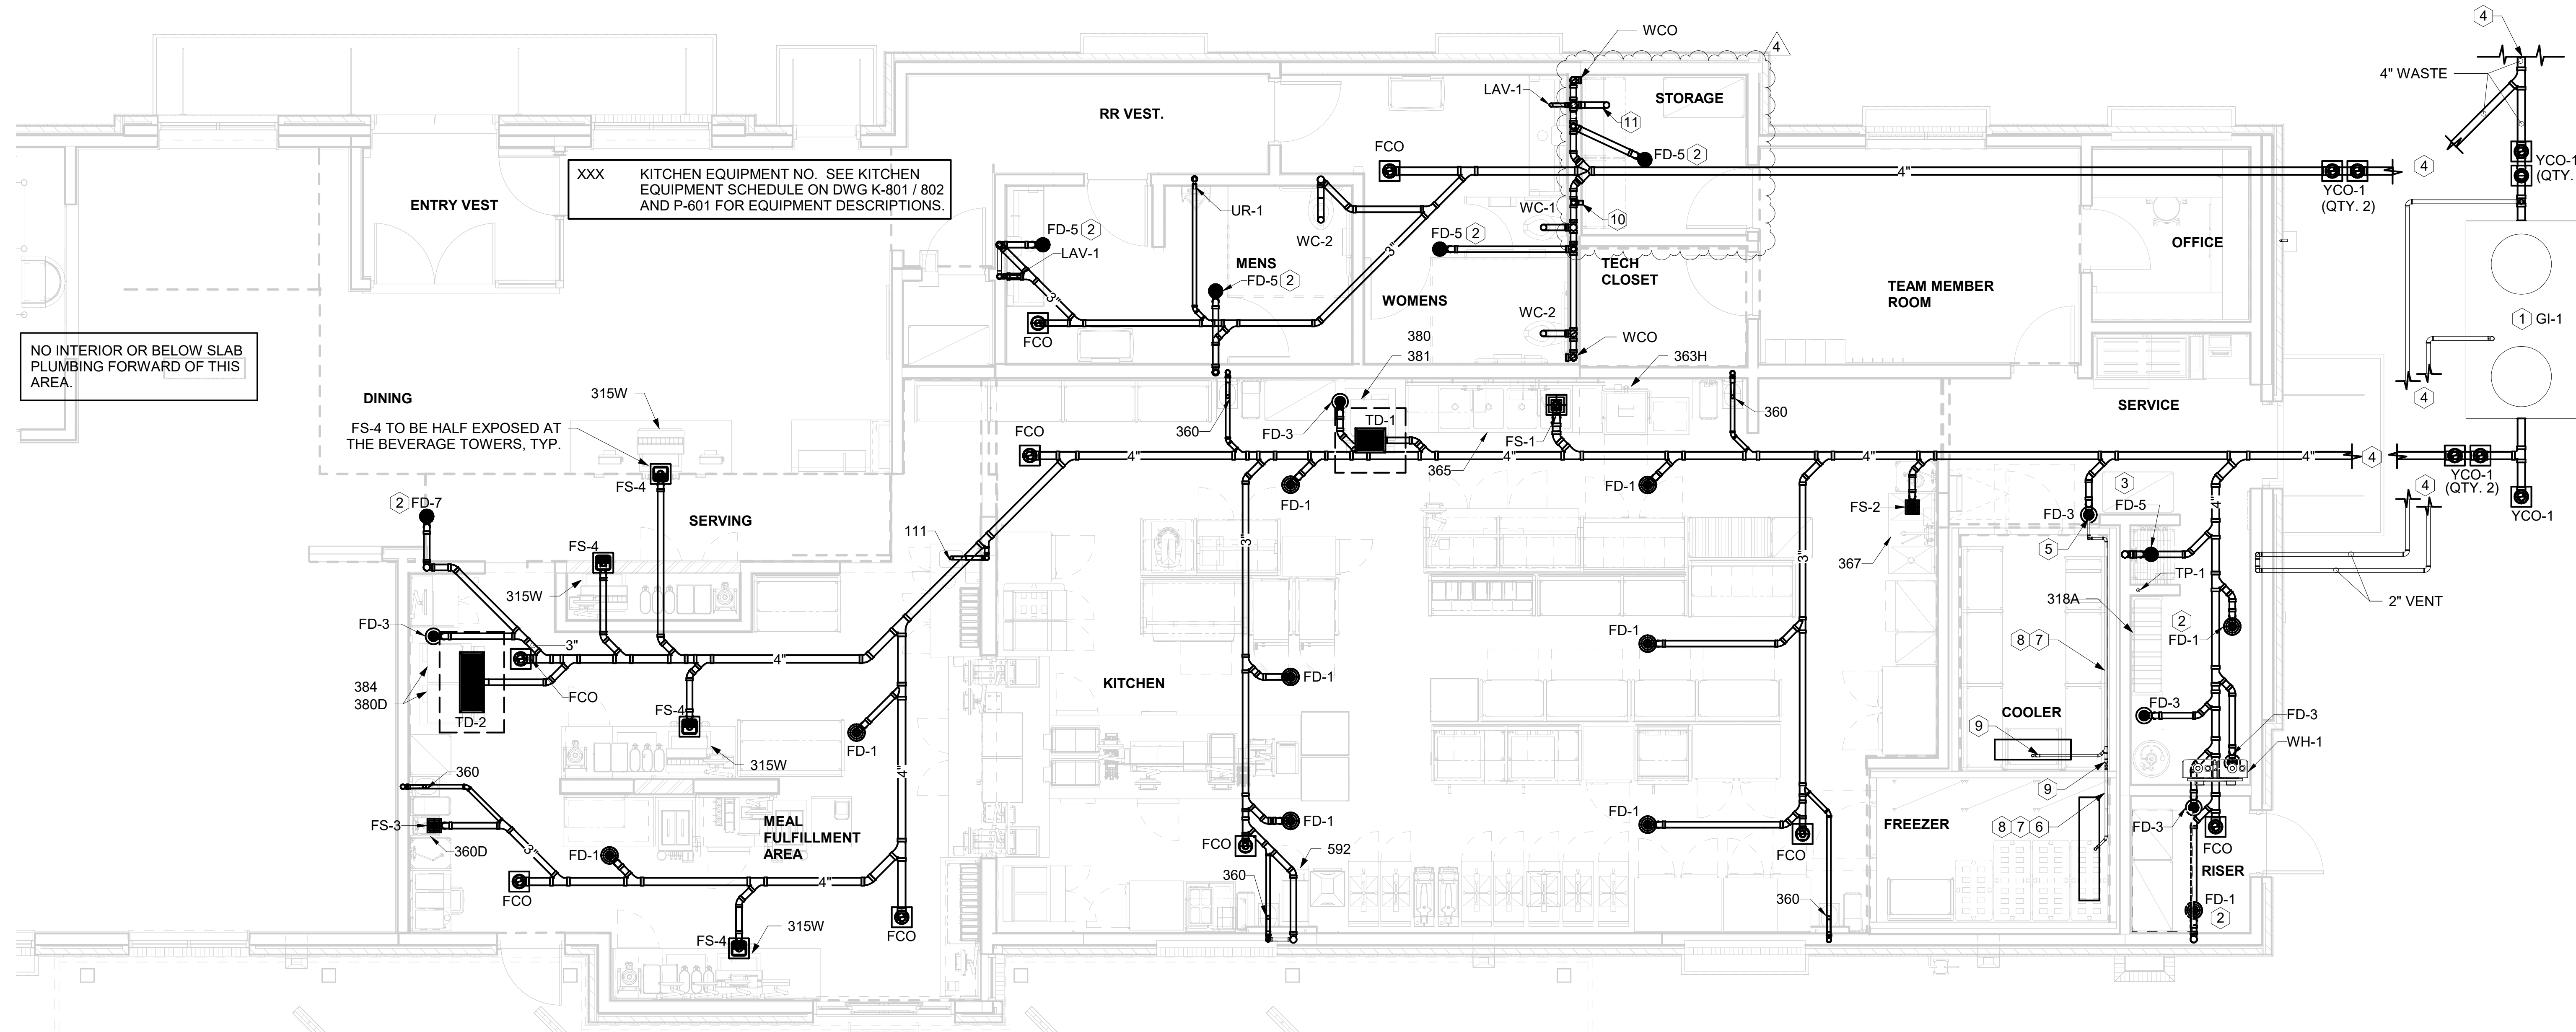 WCO
4
4
4" WASTE
LAV-1
STORAGE
RR VEST.
11
FCO
FD-5 2
YCO-1
(QTY.
4
4"
XXX KITCHEN EQUIPMENT NO. SEE KITCHEN
EQUIPMENT SCHEDULE ON DWG K-801 / 802
AND P-601 FOR EQUIPMENT DESCRIPTIONS.
YCO-1
(QTY. 2)
ENTRY VEST
UR-1
WC-1
10
FD-5 2
WC-2
FD-5 2
OFFICE
LAV-1
MENS
TECH
CLOSET
3"
FD-5 2
TEAM MEMBER
ROOM
3"
WOMENS
WC-2
1 GI-1
FCO
380
381
WCO
363H
NO INTERIOR OR BELOW SLAB
PLUMBING FORWARD OF THIS
AREA.
DINING
315W
4
SERVICE
FS-4 TO BE HALF EXPOSED AT
THE BEVERAGE TOWERS, TYP.
FCO
360
FD-3
TD-1
FS-1
360
365
4"
4"
4"
4"
4
YCO-1
(QTY. 2)
FS-4
FD-1
FD-1
3
4
2 FD-7
SERVING
FS-2
FD-3
FD-5
4"
YCO-1
111
3"
3"
FS-4
367
5
TP-1
315W
318A
2" VENT
FD-3
FD-1
8 7
2
FD-1
3"
4"
384
380D
FCO
KITCHEN
FD-1
TD-2
FS-4
FD-3
COOLER
FD-3
9
FD-1
WH-1
315W
360
4"
9
FS-3
MEAL
FULFILLMENT
AREA
FD-1
FD-1
FREEZER
8 7 6
FD-3
360D
3"
FD-1
FCO
592
FCO
FCO
4"
360
RISER
FCO
360
FD-1
2
315W
FS-4
FCO